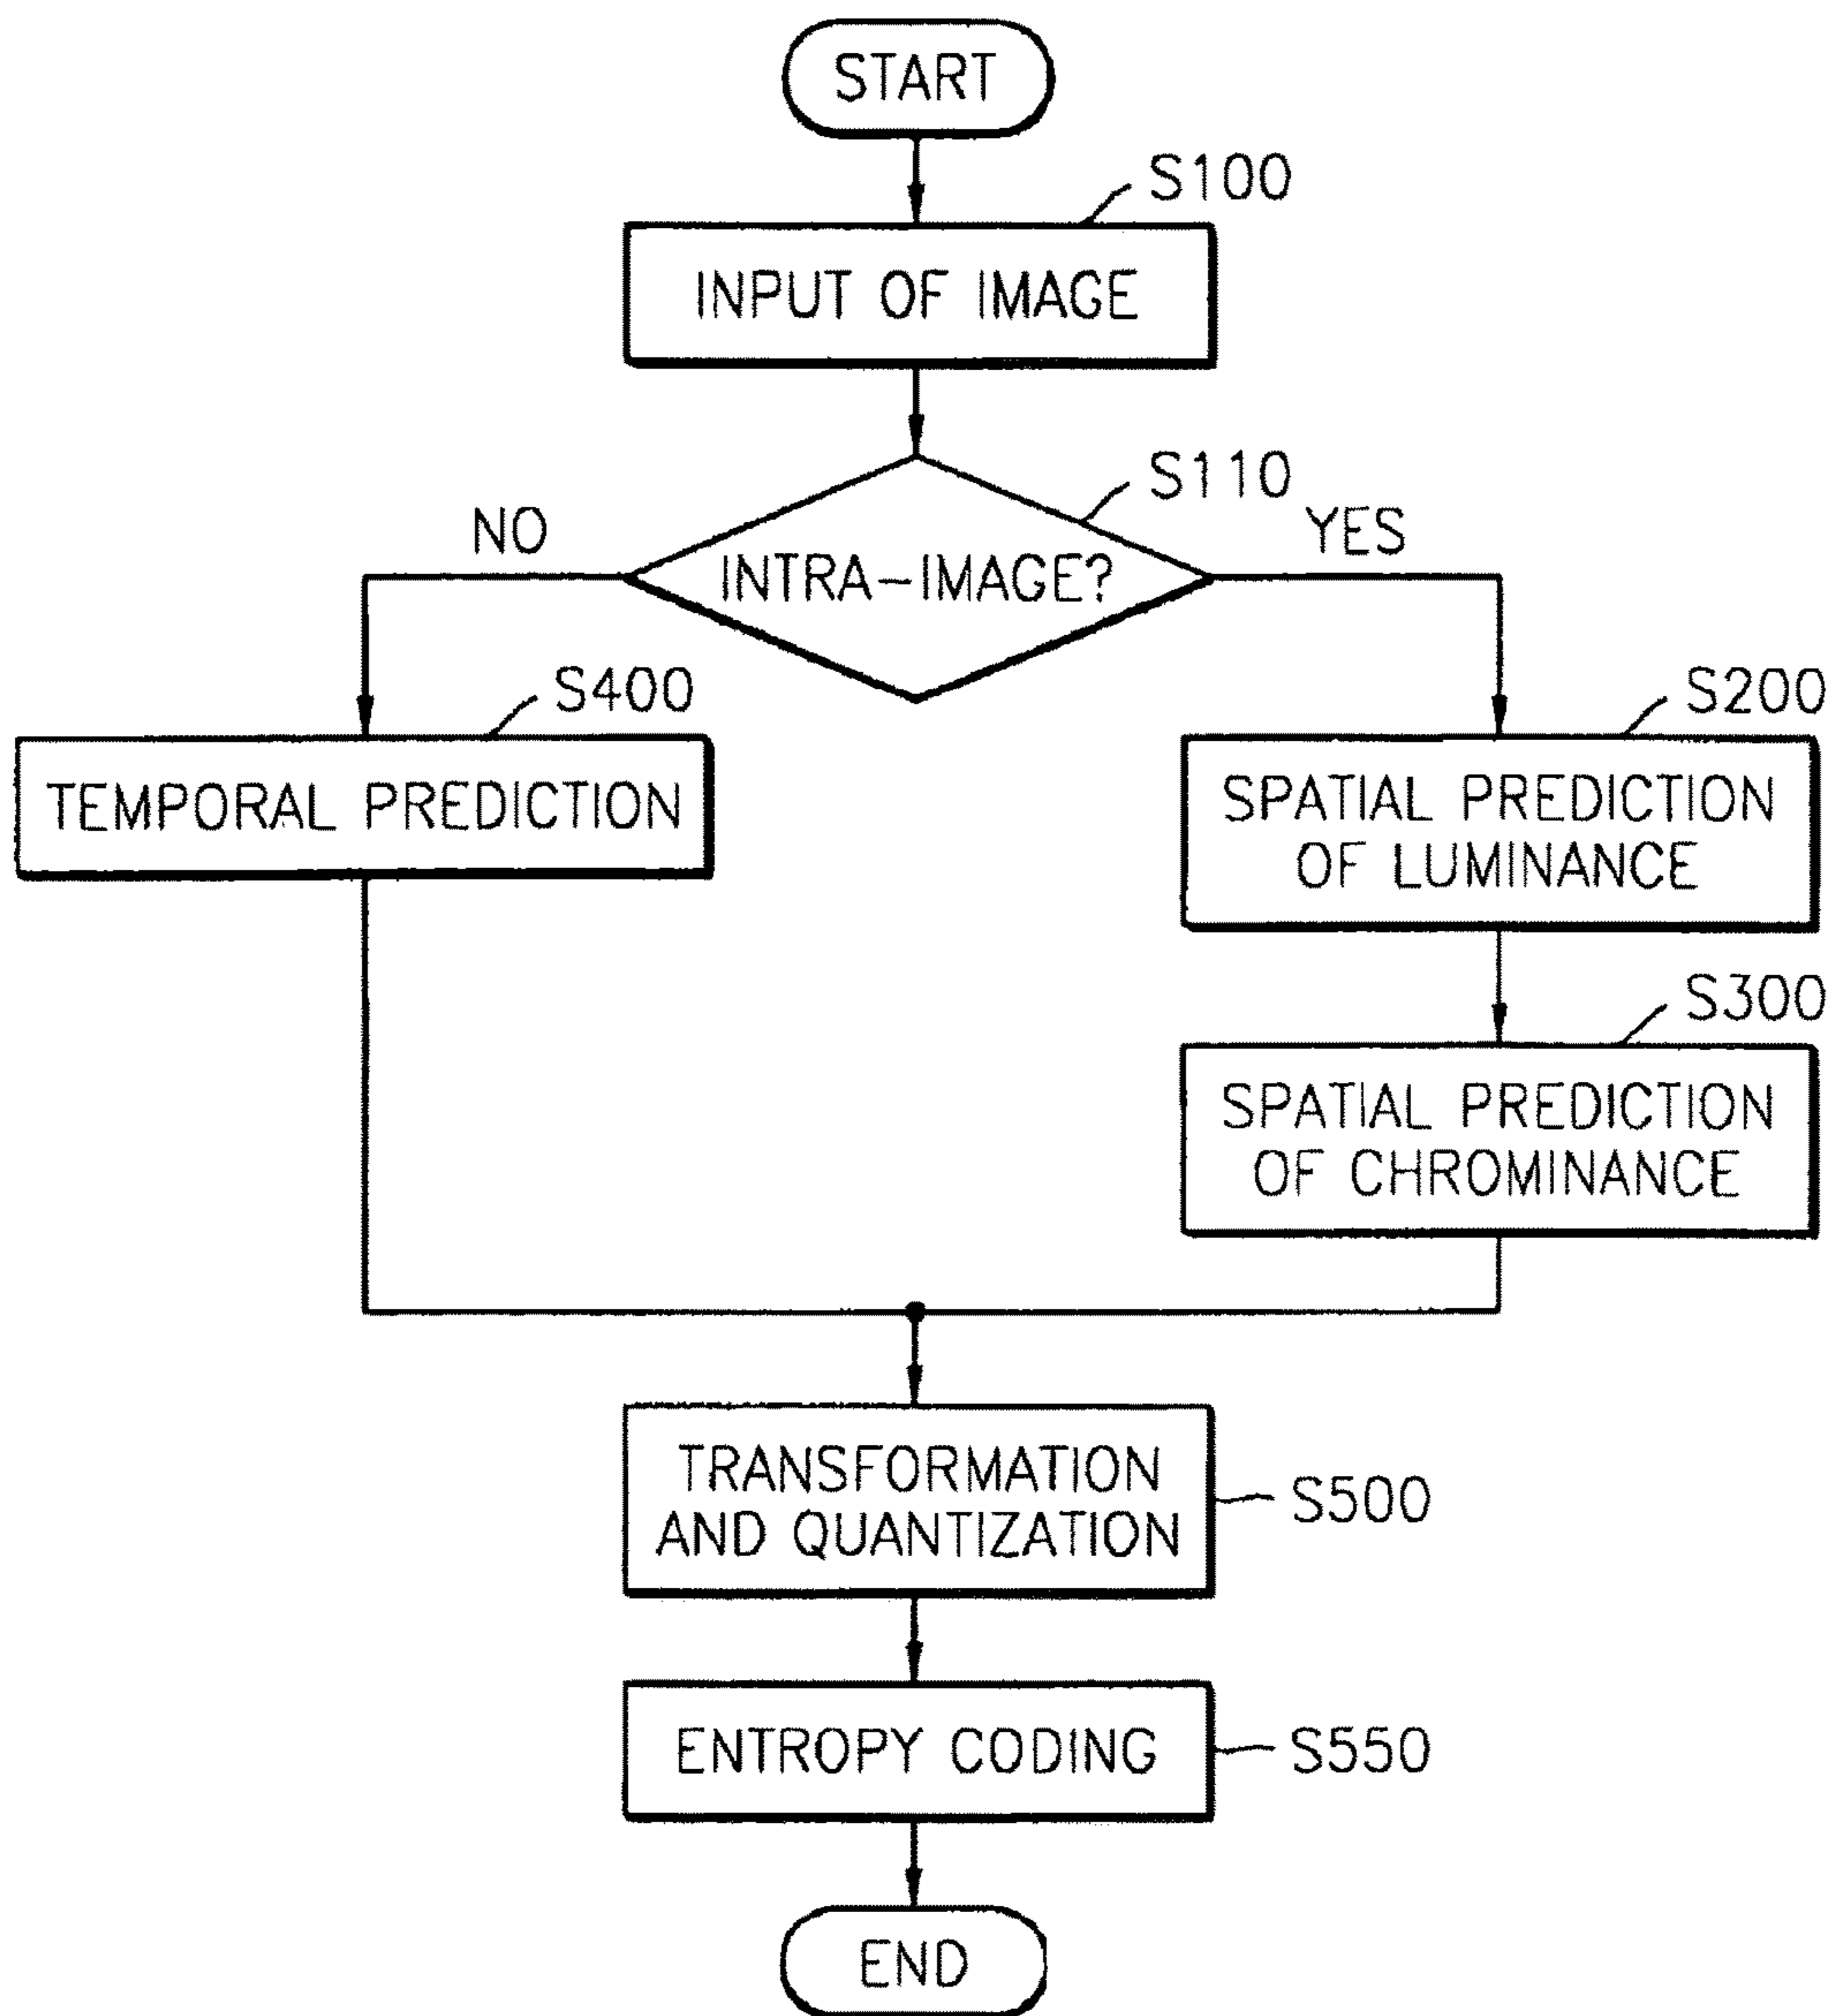 START
S100
INPUT OF IMAGE
S110
NO
YES
INTRA-IMAGE?
S400
S200
TEMPORAL PREDICTION
SPATIAL PREDICTION
OF LUMINANCE
S300
SPATIAL PREDICTION
OF CHROMINANCE
TRANSFORMATION
AND QUANTIZATION
S500
ENTROPY CODING
S550
END